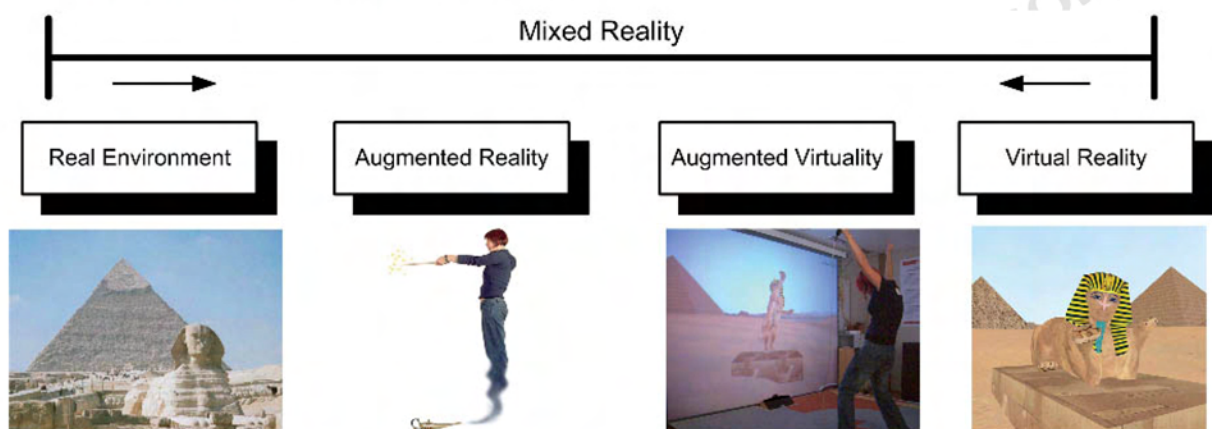 Mixed Reality
Real Environment
Augmented Reality
Augmented Virtuality
Virtual Reality